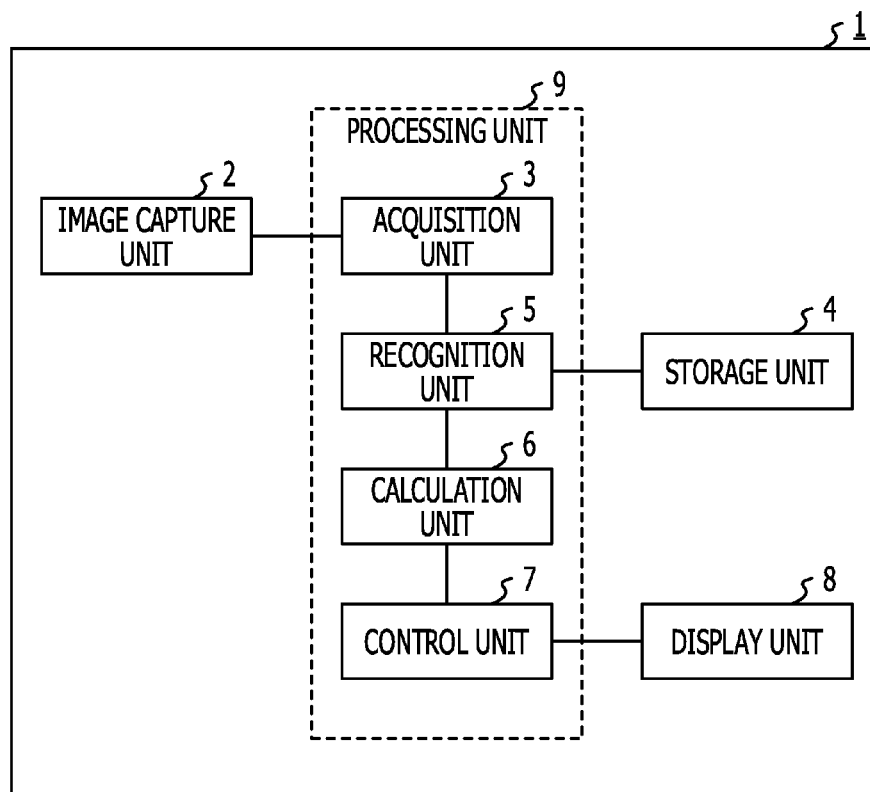 1
9
PROCESSING UNIT
2
IMAGE CAPTURE
UNIT
3
ACQUISITION
UNIT
5
RECOGNITION
UNIT
4
STORAGE UNIT
6
CALCULATION
UNIT
7
CONTROL UNIT
8
DISPLAY UNIT